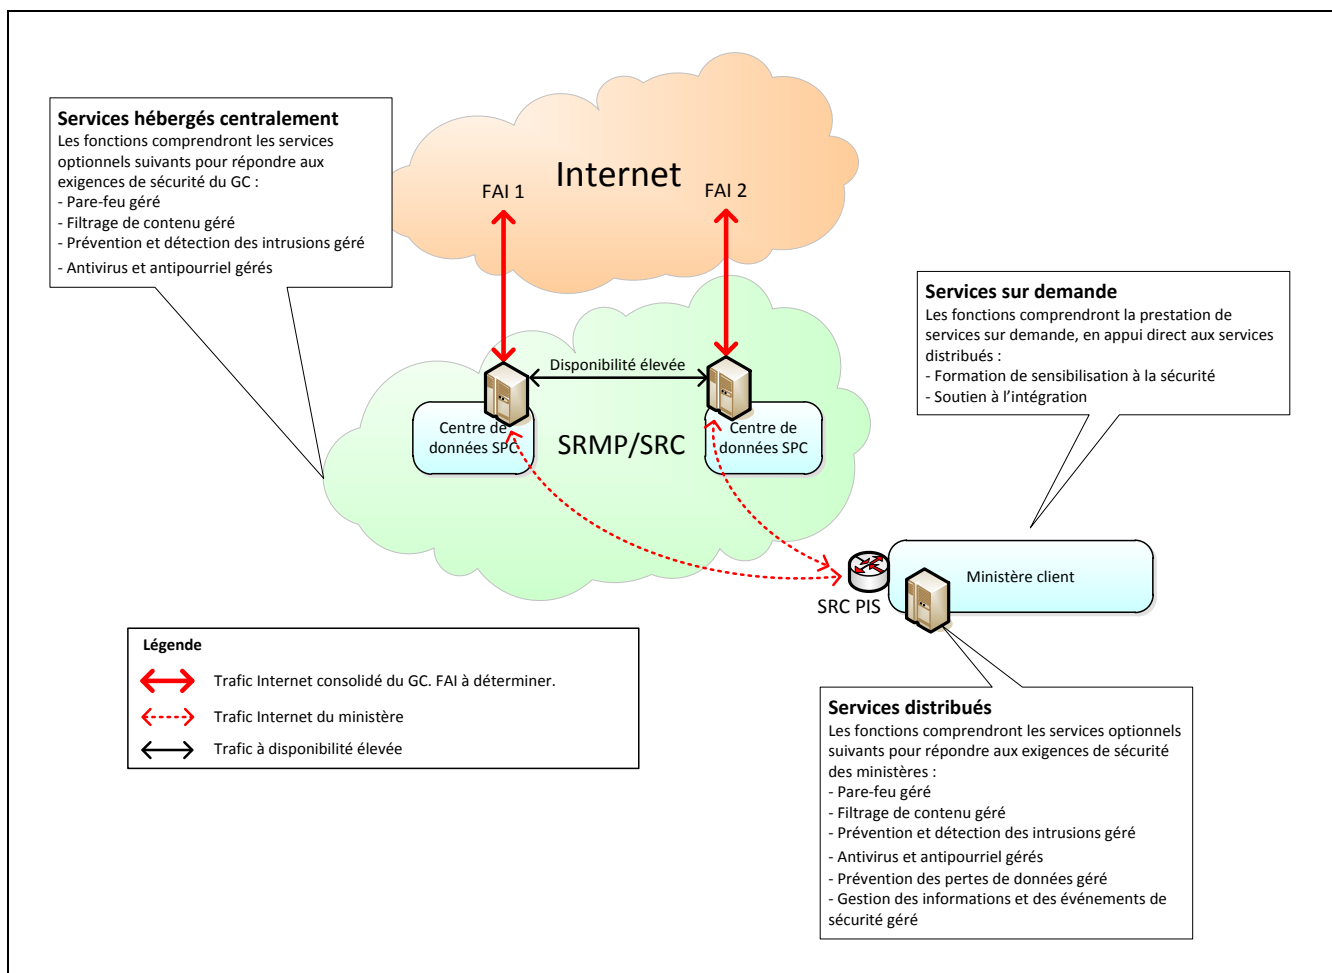 Services hébergés centralement
Les fonctions comprendront les services
optionnels suivants pour répondre aux
exigences de sécurité du GC :
- Pare-feu géré
- Filtrage de contenu géré
- Prévention et détection des intrusions géré
- Antivirus et antipourriel gérés
Internet
FAI 1
FAI 2
Services sur demande
Les fonctions comprendront la prestation de
services sur demande, en appui direct aux services
distribués :
- Formation de sensibilisation à la sécurité
- Soutien à l'intégration
Disponibilité élevée
Centre de
données SPC
SRMP/SRC
Centre de
données SPC
Ministère client
SRC PIS
Légende
Trafic Internet consolidé du GC. FAI à déterminer.
Trafic Internet du ministère
Trafic à disponibilité élevée
Services distribués
Les fonctions comprendront les services optionnels
suivants pour répondre aux exigences de sécurité
des ministères :
- Pare-feu géré
- Filtrage de contenu géré
- Prévention et détection des intrusions géré
- Antivirus et antipourriel gérés
- Prévention des pertes de données géré
- Gestion des informations et des événements de
sécurité géré